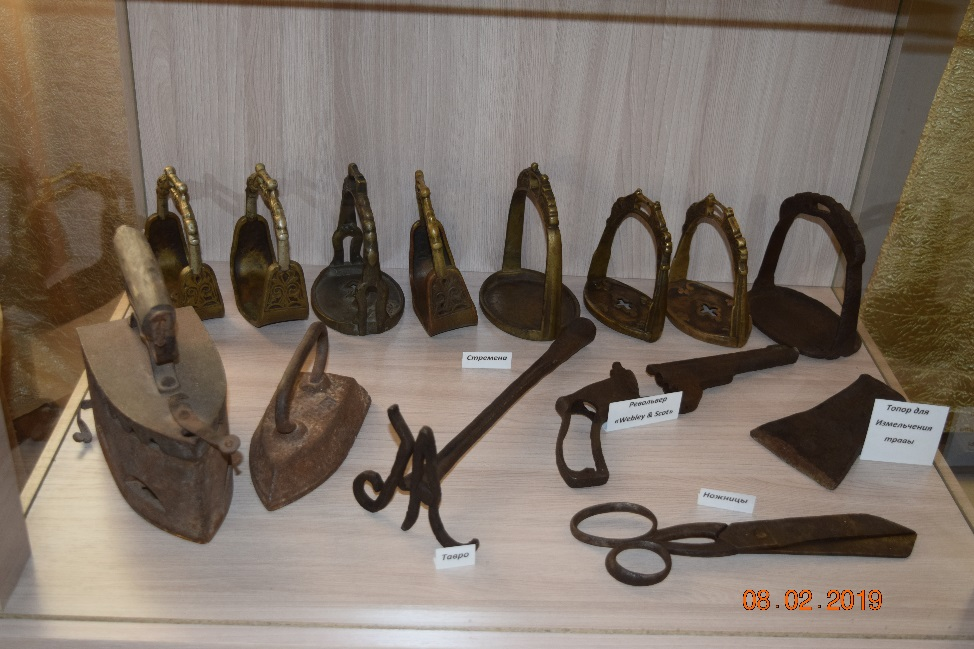 Стремена
Револьвер
«Webley & Scot»
Топор для
Измельчения
травы
Ножницы
Тавро
08.02.2019